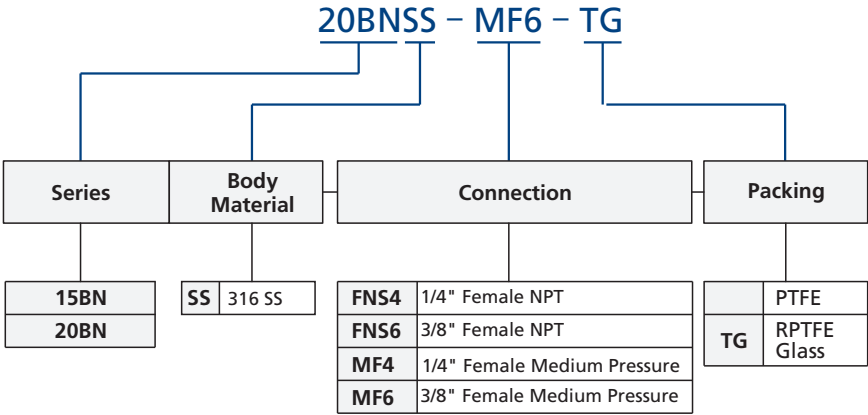 20BNSS – MF6 – TG
Series
Body
Material
Connection
Packing
15BN
20BN
SS 316 SS
FNS4 1/4" Female NPT
FNS6 3/8" Female NPT
MF4 1/4" Female Medium Pressure
MF6 3/8" Female Medium Pressure
PTFE
TG RPTFE
Glass